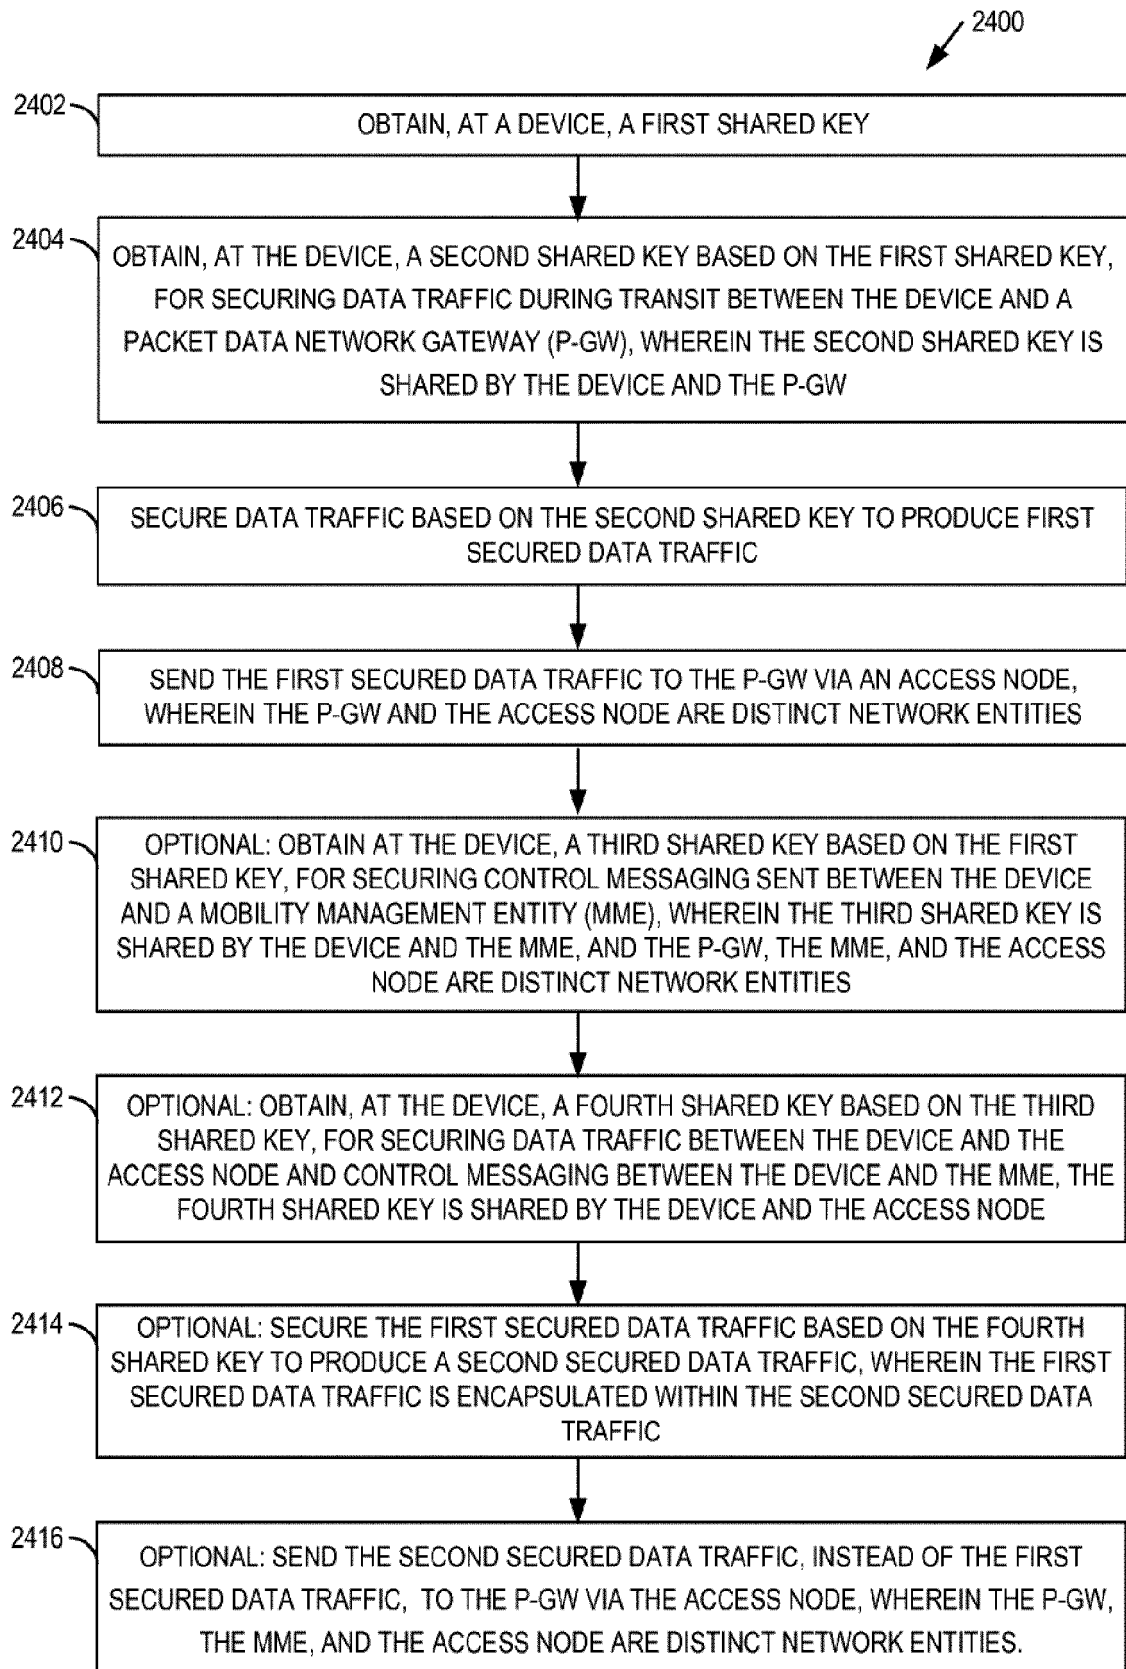 2400
2402
OBTAIN, AT A DEVICE, A FIRST SHARED KEY
2404
OBTAIN, AT THE DEVICE, A SECOND SHARED KEY BASED ON THE FIRST SHARED KEY,
FOR SECURING DATA TRAFFIC DURING TRANSIT BETWEEN THE DEVICE AND A
PACKET DATA NETWORK GATEWAY (P-GW), WHEREIN THE SECOND SHARED KEY IS
SHARED BY THE DEVICE AND THE P-GW
2406
SECURE DATA TRAFFIC BASED ON THE SECOND SHARED KEY TO PRODUCE FIRST
SECURED DATA TRAFFIC
2408
SEND THE FIRST SECURED DATA TRAFFIC TO THE P-GW VIA AN ACCESS NODE,
WHEREIN THE P-GW AND THE ACCESS NODE ARE DISTINCT NETWORK ENTITIES
2410
OPTIONAL: OBTAIN AT THE DEVICE, A THIRD SHARED KEY BASED ON THE FIRST
SHARED KEY, FOR SECURING CONTROL MESSAGING SENT BETWEEN THE DEVICE
AND A MOBILITY MANAGEMENT ENTITY (MME), WHEREIN THE THIRD SHARED KEY IS
SHARED BY THE DEVICE AND THE MME, AND THE P-GW, THE MME, AND THE ACCESS
NODE ARE DISTINCT NETWORK ENTITIES
2412
OPTIONAL: OBTAIN, AT THE DEVICE, A FOURTH SHARED KEY BASED ON THE THIRD
SHARED KEY, FOR SECURING DATA TRAFFIC BETWEEN THE DEVICE AND THE
ACCESS NODE AND CONTROL MESSAGING BETWEEN THE DEVICE AND THE MME, THE
FOURTH SHARED KEY IS SHARED BY THE DEVICE AND THE ACCESS NODE
2414
OPTIONAL: SECURE THE FIRST SECURED DATA TRAFFIC BASED ON THE FOURTH
SHARED KEY TO PRODUCE A SECOND SECURED DATA TRAFFIC, WHEREIN THE FIRST
SECURED DATA TRAFFIC IS ENCAPSULATED WITHIN THE SECOND SECURED DATA
TRAFFIC
2416
OPTIONAL: SEND THE SECOND SECURED DATA TRAFFIC, INSTEAD OF THE FIRST
SECURED DATA TRAFFIC, TO THE P-GW VIA THE ACCESS NODE, WHEREIN THE P-GW,
THE MME, AND THE ACCESS NODE ARE DISTINCT NETWORK ENTITIES.